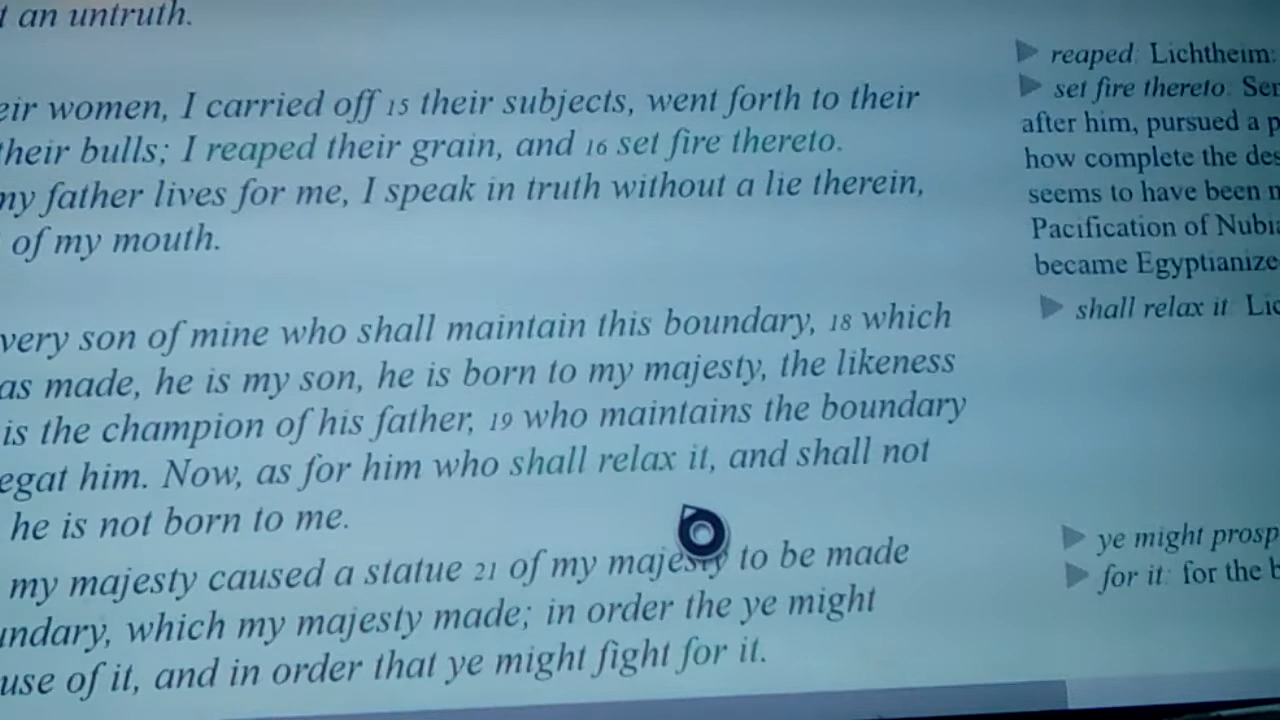 an untruth.
women, I carried off 15 their subjects, went forth to their
their bulls; I reaped their grain, and 16 set fire thereto.
my father lives for me, I speak in truth without a lie therein,
of my mouth.
very son of mine who shall maintain this boundary, 18 which
as made, he is my son, he is born to my majesty, the likeness
is the champion of his father, 19 who maintains the boundary
egat him. Now, as for him who shall relax it, and shall not
he is not born to me.
my majesty caused a statue 21 of my majesty to be made
undary, which my majesty made; in order the ye might
use of it, and in order that ye might fight for it.
reaped: Lichtheim:
set fire thereto: Ser
after him, pursued a p
how complete the des
seems to have been
Pacification of Nubi
became Egyptianize
shall relax it: Lic
ye might prosp
for it: for the b